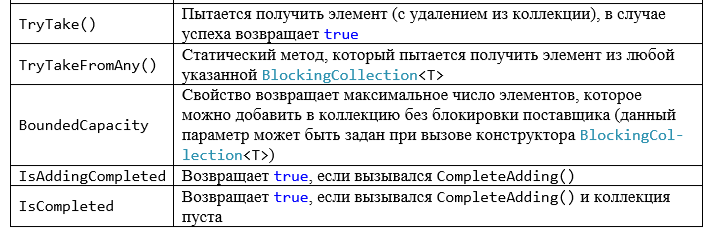 TryTake() Пытается получить элемент (с удалением из коллекции), в случае
успеха возвращает true
TryTakeFromAny() Статический метод, который пытается получить элемент из любой
указанной BlockingCollection<T>
Свойство возвращает максимальное число элементов, которое
можно добавить в коллекцию без блокировки поставщика (данный
BoundedCapacity параметр может быть задан при вызове конструктора BlockingCol-
lection<T>)
IsAddingCompleted Возвращает true, если вызывался CompleteAdding()
IsCompleted Возвращает true, если вызывался CompleteAdding() и коллекция
пуста